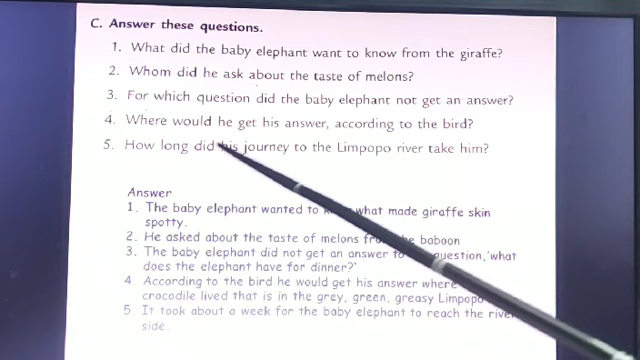 C. Answer these questions.
1. What did the baby elephant want to know from the giraffe?
2. Whom did he ask about the taste of melons?
3. For which question did the baby elephant not get an answer?
4. Where would he get his answer, according to the bird?
5. How long did his journey to the Limpopo river take him?
Answer
1. The baby elephant wanted to what made giraffe skin
spotty.
2. He asked about the taste of melons baboon
3. The baby elephant did not get an answer to question,'what
does the elephant have for dinner?'
4 According to the bird he would get his answer where
crocodile lived that is in the grey, green, greasy Limpopo
5 It took about a week for the baby elephant to reach the river
side.